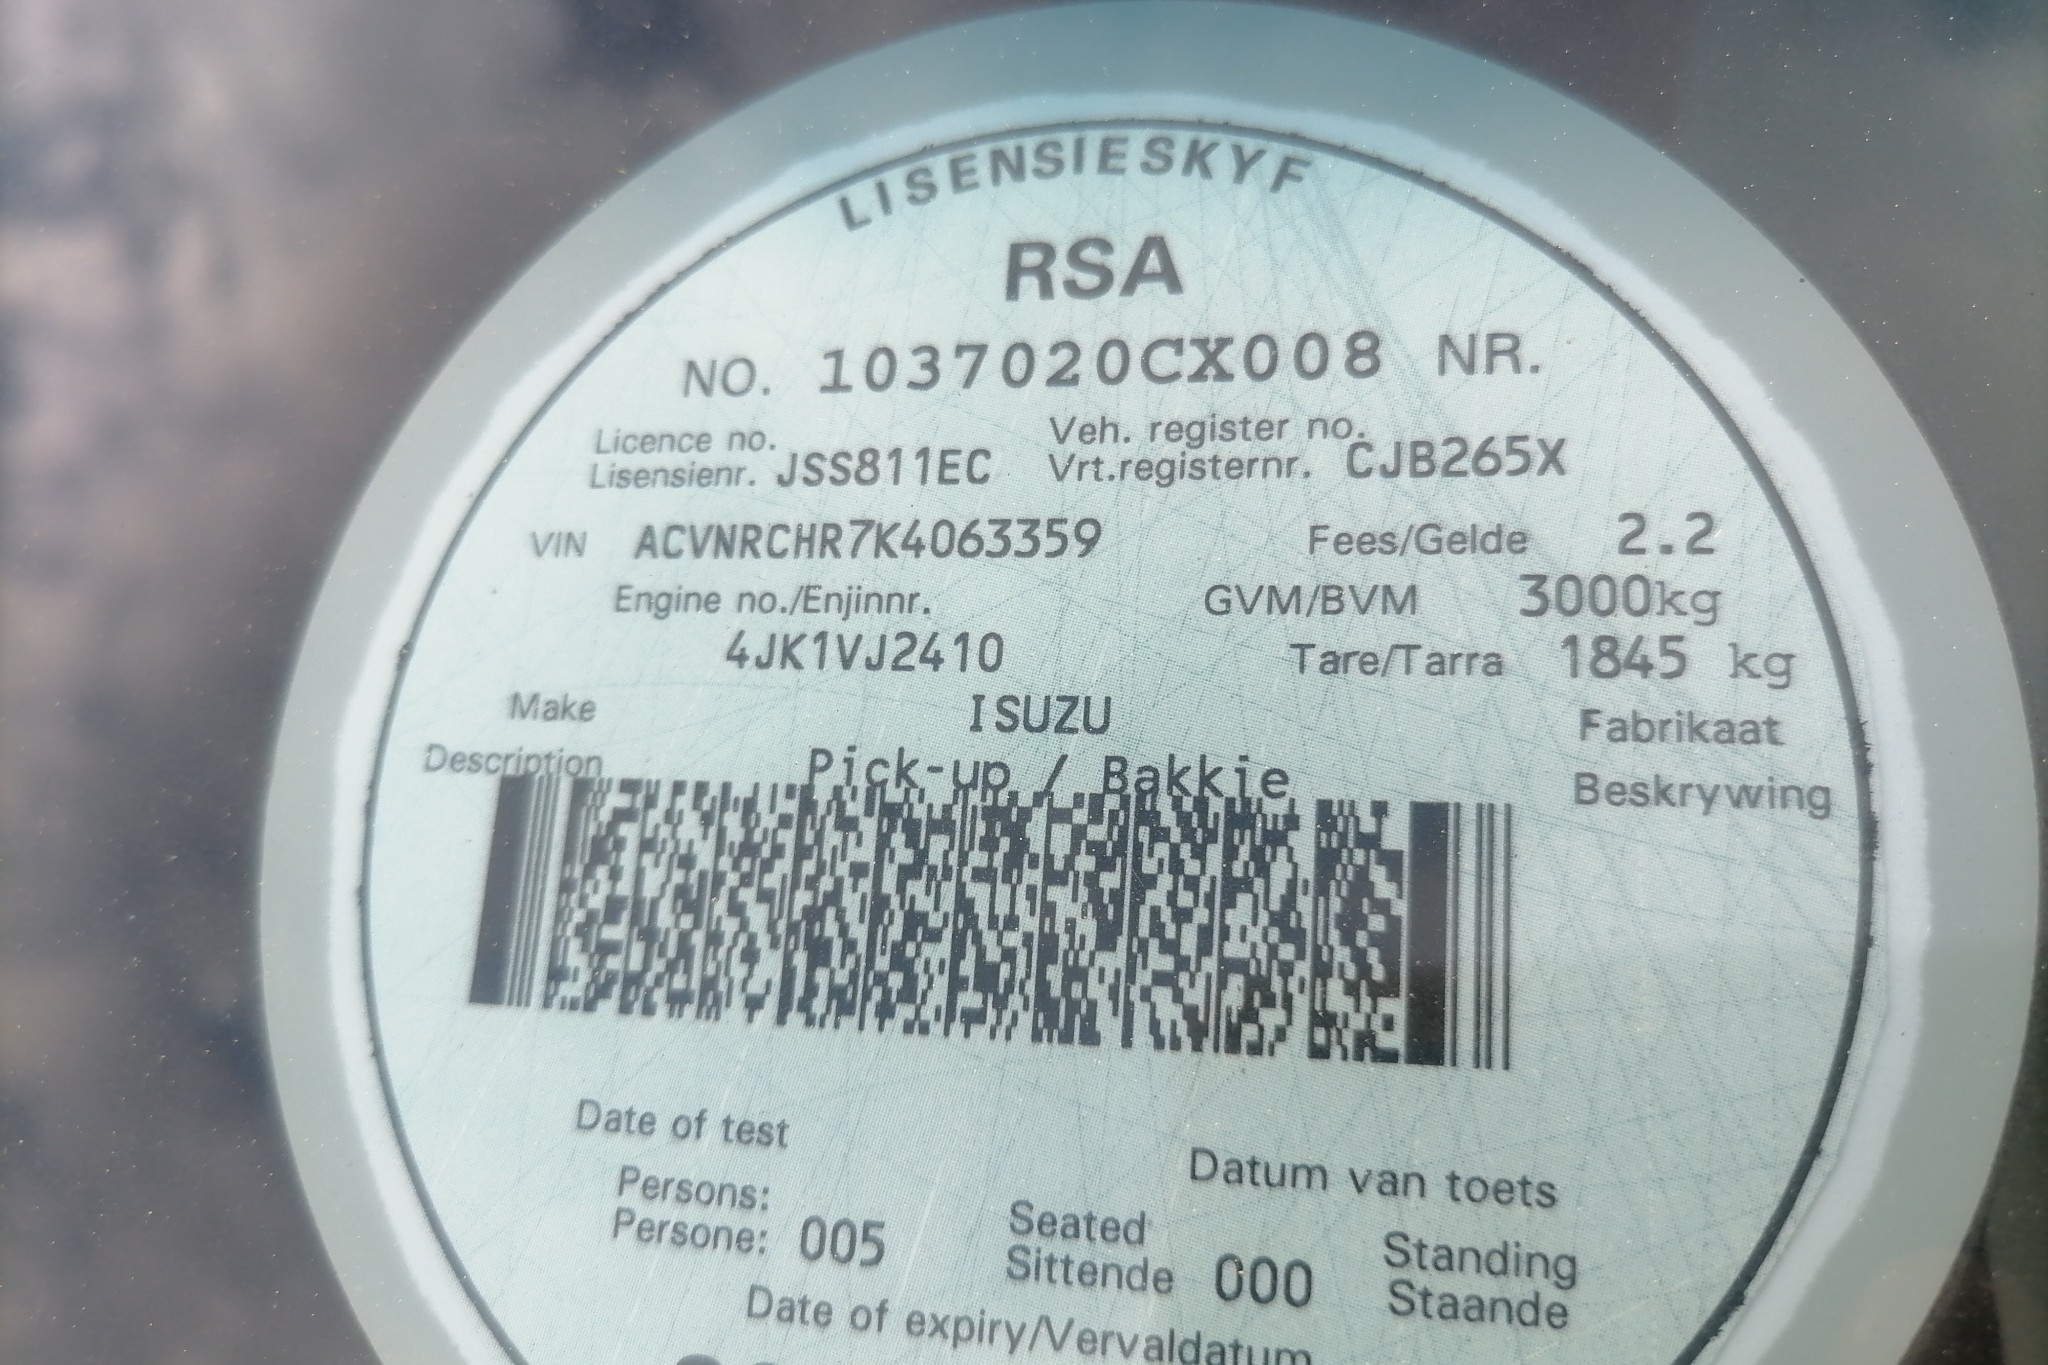 LISENSIESKYF
RSA
NO. 1037020CX008 NR.
Licence no. Veh. register no.
Lisensienr. JSS811EC Vrt.registernr. CJB265X
VIN ACVNRCHR7K4063359 Fees/Gelde 2.2
Engine no./Enjinnr. GVM/BVM 3000kg
4JK1VJ2410 Tare/Tarra 1845 kg
Make ISUZU Fabrikaat
Description Pick-up / Bakkie Beskrywing
Date of test Datum van toets
Persons: Seated Standing
Persone: 005 Sittende 000 Staande
Date of expiry/Vervaldatum